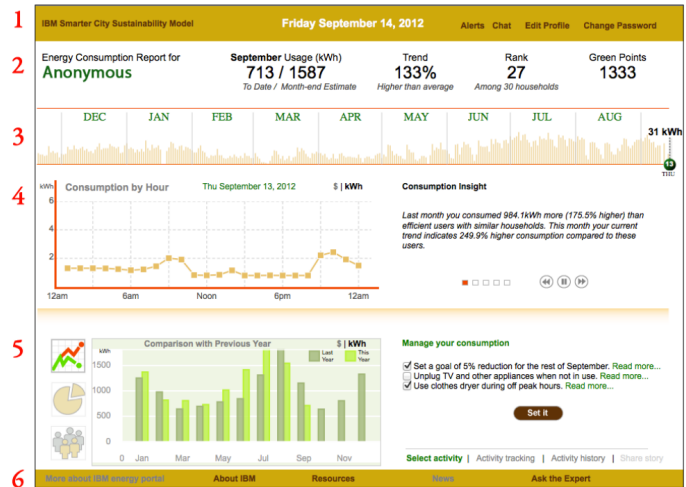 1
IBM Smarter City Sustainability Model
Friday September 14, 2012
Alerts Chat Edit Profile Change Password
2
Energy Consumption Report for
Anonymous
September Usage (kWh)
713 / 1587
To Date / Month-end Estimate
Trend
133%
Higher than average
Rank
27
Among 30 households
Green Points
1333
3
DEC JAN FEB MAR APR MAY JUN JUL AUG
31 kWh
13
THU
4
kWh Consumption by Hour Thu September 13, 2012 $ | kWh
6
4
2
12am 6am Noon 6pm 12am
Consumption Insight
Last month you consumed 984.1kWh more (175.5% higher) than
efficient users with similar households. This month your current
trend indicates 249.9% higher consumption compared to these
users.
5
Comparison with Previous Year $ | kWh
kWh
Last Year
This Year
1500
1000
500
0
0 Jan Mar May Jul Sep Nov
Manage your consumption
Set a goal of 5% reduction for the rest of September. Read more...
Unplug TV and other appliances when not in use. Read more...
Use clothes dryer during off peak hours. Read more...
Set it
Select activity | Activity tracking | Activity history | Share story
6
More about IBM energy portal About IBM Resources News Ask the Expert